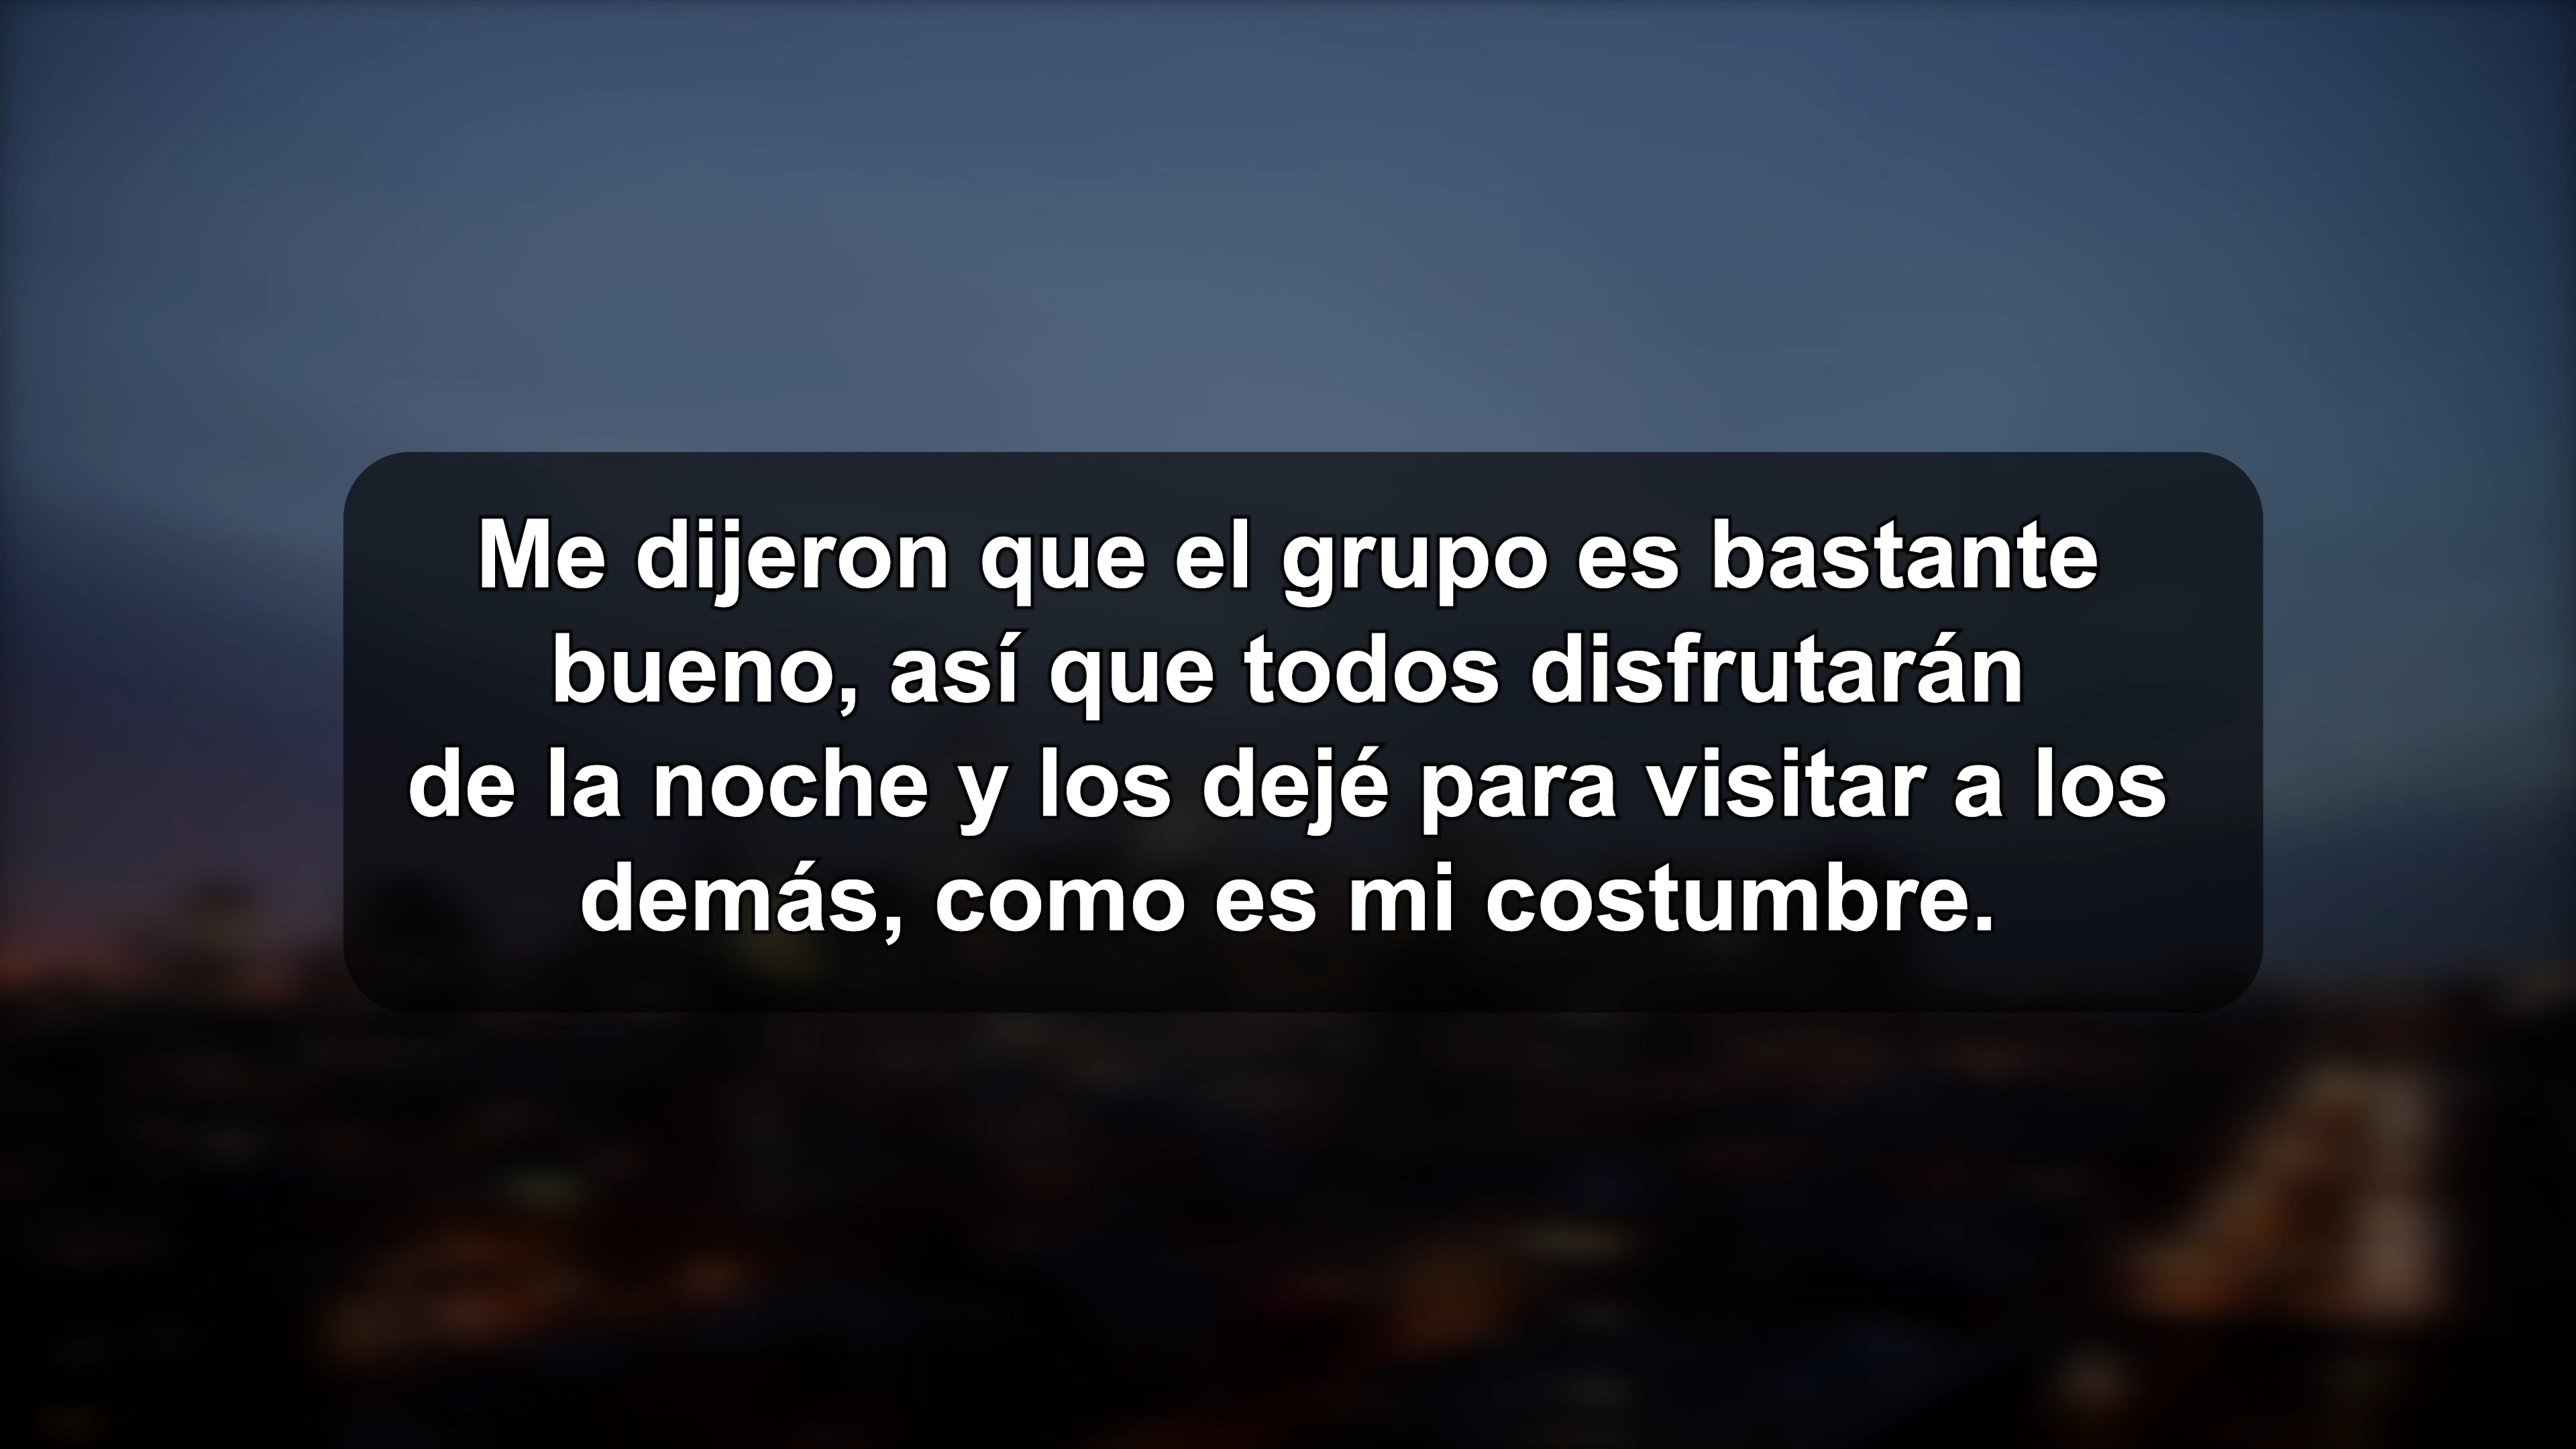 Me dijeron que el grupo es bastante
bueno, así que todos disfrutarán
de la noche y los dejé para visitar a los
demás, como es mi costumbre.